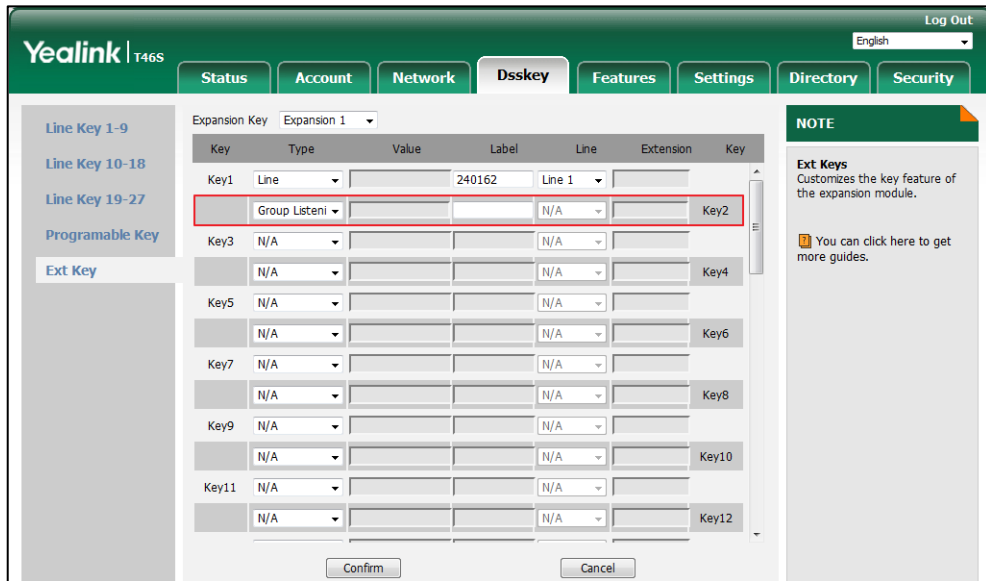 Log Out
Yealink T46S
English
Status Account Network Dsskey Features Settings Directory Security
Line Key 1-9
Line Key 10-18
Line Key 19-27
Programable Key
Ext Key
Expansion Key Expansion 1
Key Type Value Label Line Extension Key
Key1 Line 240162 Line 1
Group Listeni N/A Key2
Key3 N/A N/A
N/A N/A Key4
Key5 N/A N/A
N/A N/A Key6
Key7 N/A N/A
N/A N/A Key8
Key9 N/A N/A
N/A N/A Key10
Key11 N/A N/A
N/A N/A Key12
Confirm Cancel
NOTE
Ext Keys
Customizes the key feature of
the expansion module.
You can click here to get
more guides.